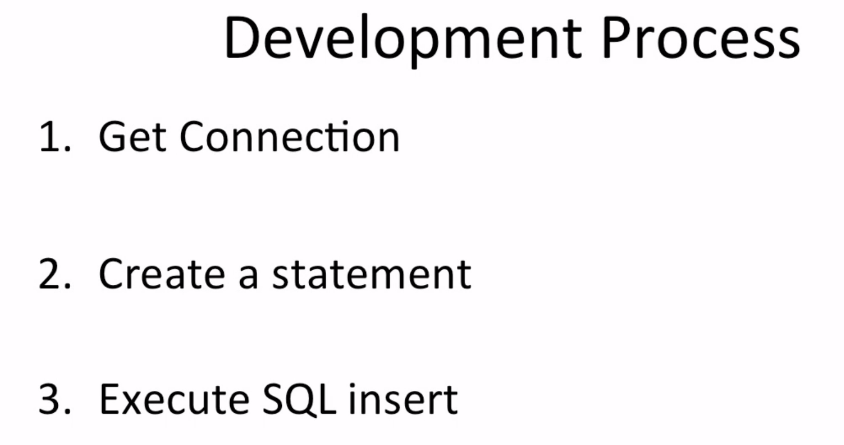 Development Process
1. Get Connection
2. Create a statement
3. Execute SQL insert